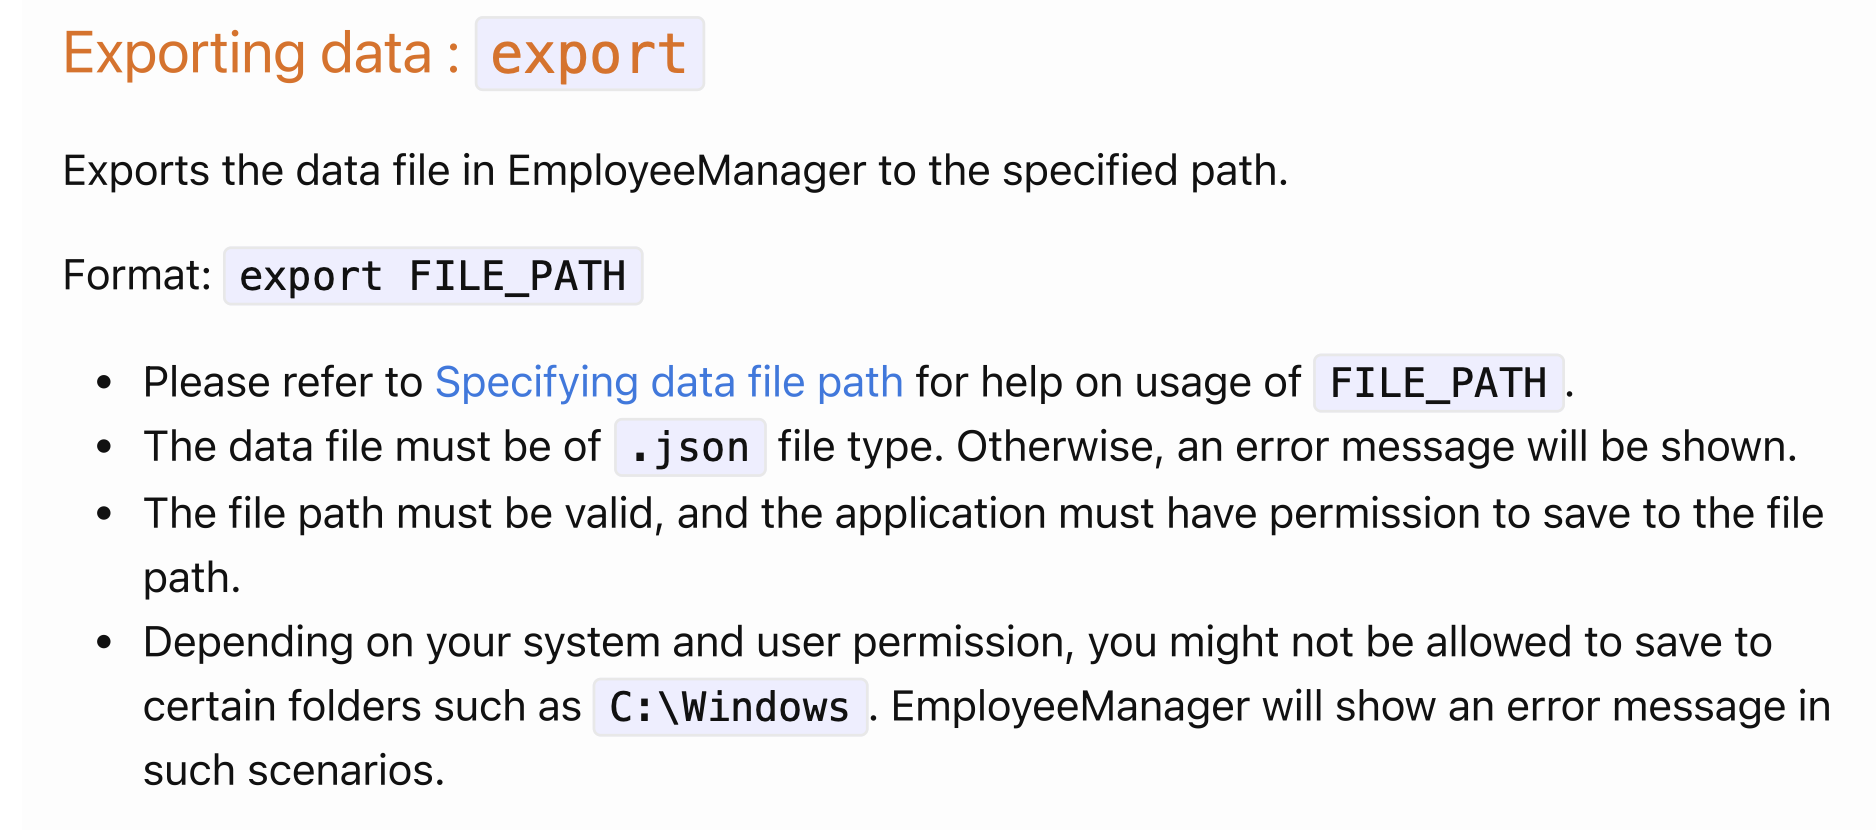 Exporting data : export
Exports the data file in EmployeeManager to the specified path.
Format: export FILE_PATH
• Please refer to Specifying data file path for help on usage of FILE_PATH.
• The data file must be of .json file type. Otherwise, an error message will be shown.
• The file path must be valid, and the application must have permission to save to the file
path.
• Depending on your system and user permission, you might not be allowed to save to
certain folders such as C:\Windows. EmployeeManager will show an error message in
such scenarios.